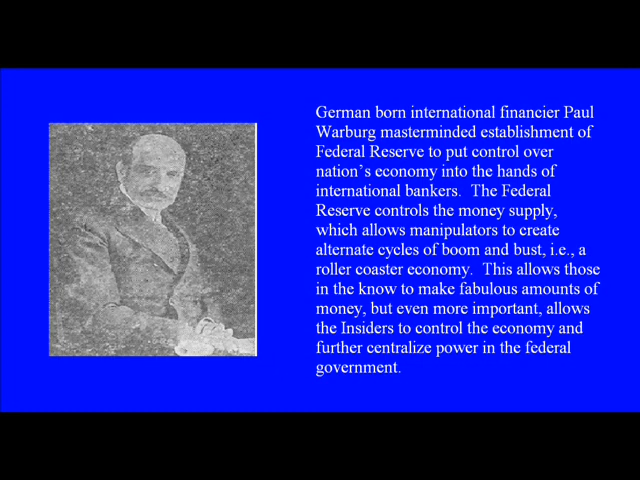 German born international financier Paul
Warburg masterminded establishment of
Federal Reserve to put control over
nation's economy into the hands of
international bankers.  The Federal
Reserve controls the money supply,
which allows manipulators to create
alternate cycles of boom and bust, i.e., a
roller coaster economy.  This allows those
in the know to make fabulous amounts of
money, but even more important, allows
the Insiders to control the economy and
further centralize power in the federal
government.